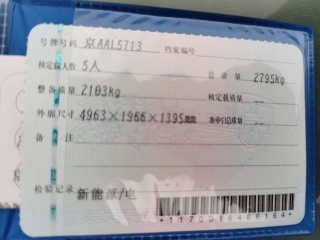 号牌号码 京AAL5713 档案编号
核定载人数 5人 总质量 2795kg
整备质量 2103kg 核定载质量 --
外廓尺寸 4963×1966×1395mm 准牵引总质量 --
备注
检验记录 新能源/电